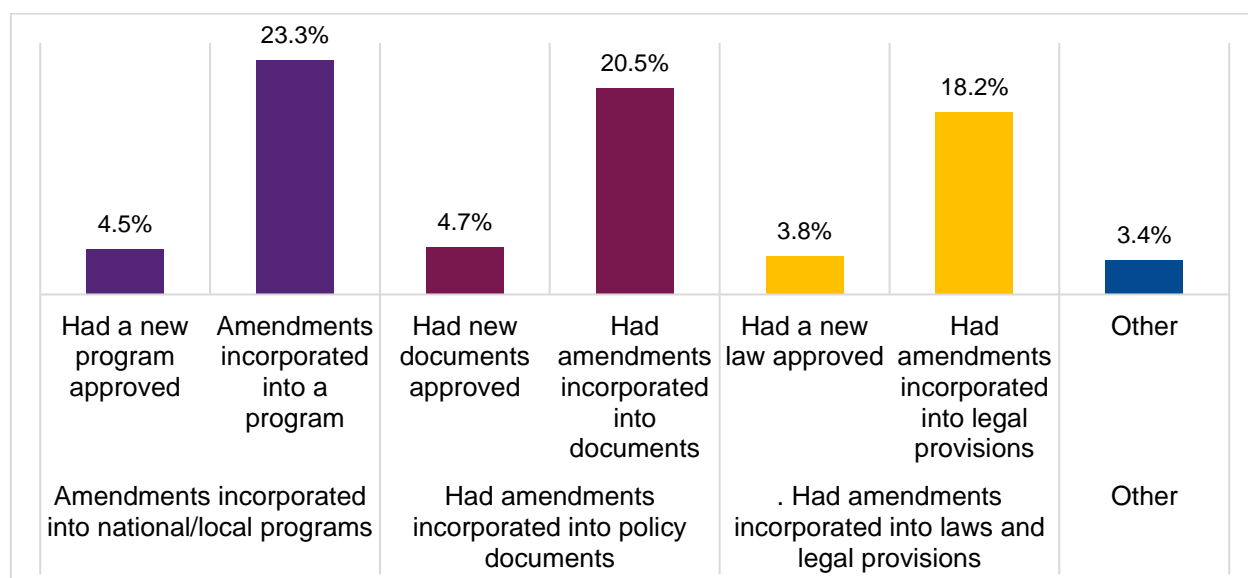 23.3%
20.5%
18.2%
4.5%
4.7%
3.8%
3.4%
Had a new
program
approved
Amendments
incorporated
into a
program
Had new
documents
approved
Had
amendments
incorporated
into
documents
Had a new
law approved
Had
amendments
incorporated
into legal
provisions
Other
Amendments incorporated
into national/local programs
Had amendments
incorporated into policy
documents
. Had amendments
incorporated into laws and
legal provisions
Other